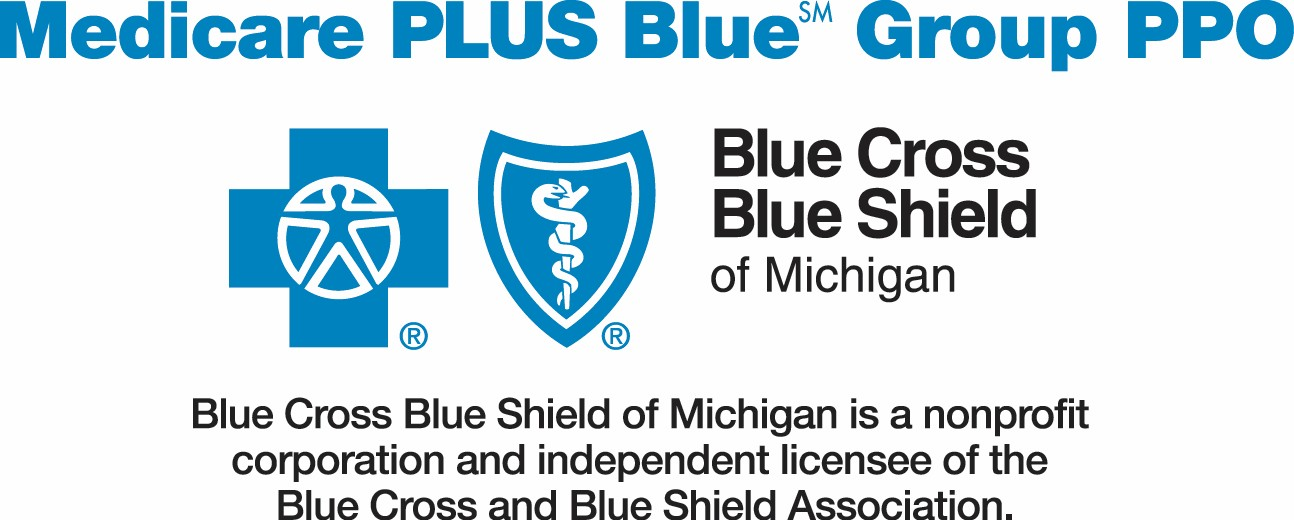 Medicare PLUS Blue℠ Group PPO
Blue Cross
Blue Shield
of Michigan
® ®
Blue Cross Blue Shield of Michigan is a nonprofit
corporation and independent licensee of the
Blue Cross and Blue Shield Association.